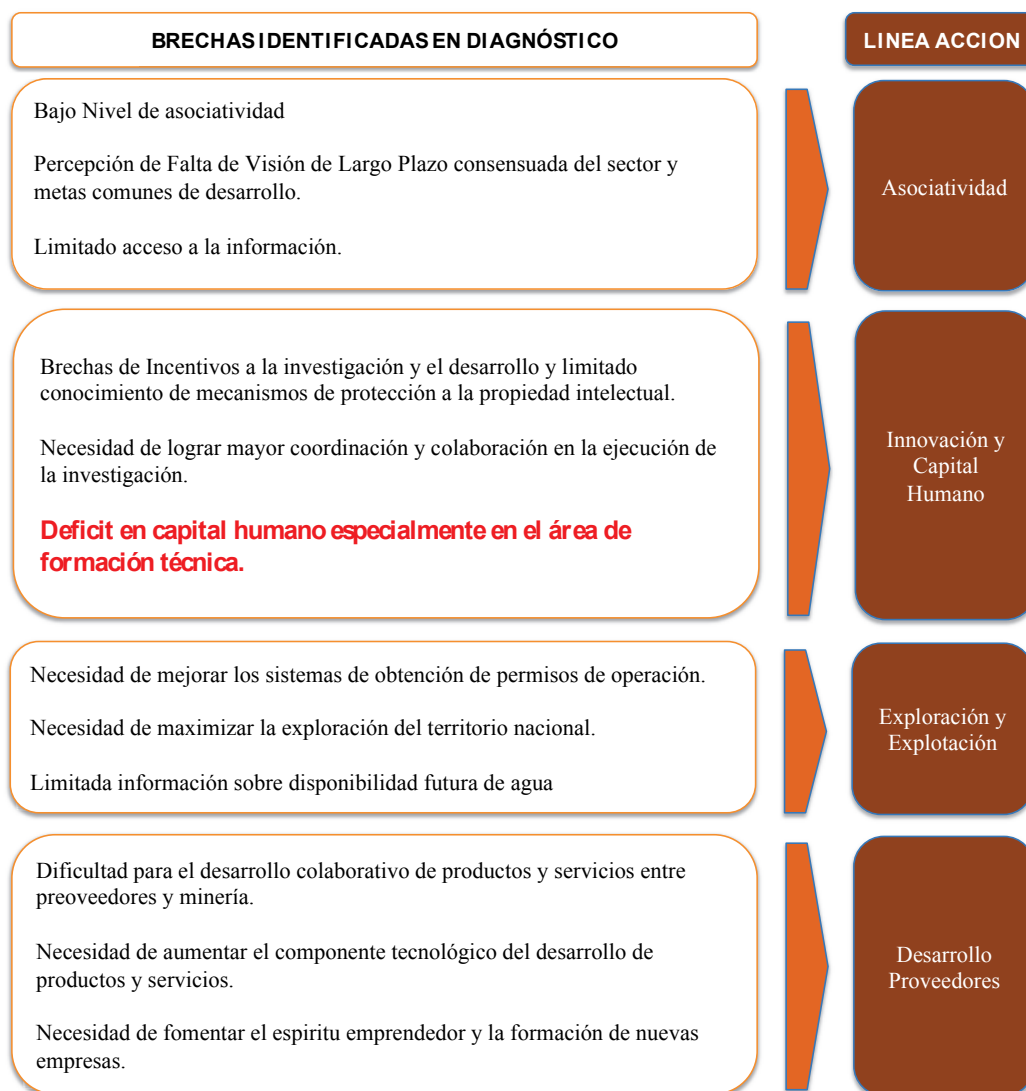 BRECHAS IDENTIFICADAS EN DIAGNÓSTICO
LINEA ACCION
Bajo Nivel de asociatividad
Percepción de Falta de Visión de Largo Plazo consensuada del sector y
metas comunes de desarrollo.
Limitado acceso a la información.
Asociatividad
Brechas de Incentivos a la investigación y el desarrollo y limitado
conocimiento de mecanismos de protección a la propiedad intelectual.
Necesidad de lograr mayor coordinación y colaboración en la ejecución de
la investigación.
Deficit en capital humano especialmente en el área de
formación técnica.
Innovación y
Capital
Humano
Necesidad de mejorar los sistemas de obtención de permisos de operación.
Necesidad de maximizar la exploración del territorio nacional.
Limitada información sobre disponibilidad futura de agua
Exploración y
Explotación
Dificultad para el desarrollo colaborativo de productos y servicios entre
preoveedores y minería.
Necesidad de aumentar el componente tecnológico del desarrollo de
productos y servicios.
Necesidad de fomentar el espiritu emprendedor y la formación de nuevas
empresas.
Desarrollo
Proveedores